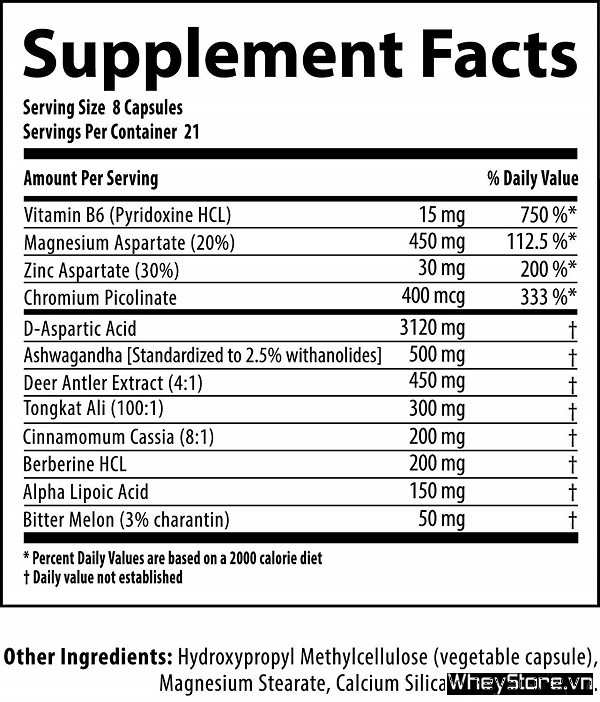 Supplement Facts
Serving Size 8 Capsules
Servings Per Container 21
Amount Per Serving % Daily Value
Vitamin B6 (Pyridoxine HCL) 15 mg 750 %*
Magnesium Aspartate (20%) 450 mg 112.5 %*
Zinc Aspartate (30%) 30 mg 200 %*
Chromium Picolinate 400 mcg 333 %*
D-Aspartic Acid 3120 mg †
Ashwagandha [Standardized to 2.5% withanolides] 500 mg †
Deer Antler Extract (4:1) 450 mg †
Tongkat Ali (100:1) 300 mg †
Cinnamomum Cassia (8:1) 200 mg †
Berberine HCL 200 mg †
Alpha Lipoic Acid 150 mg †
Bitter Melon (3% charantin) 50 mg †
* Percent Daily Values are based on a 2000 calorie diet
† Daily value not established
Other Ingredients: Hydroxypropyl Methylcellulose (vegetable capsule),
Magnesium Stearate, Calcium Silica WheyStore.vn.